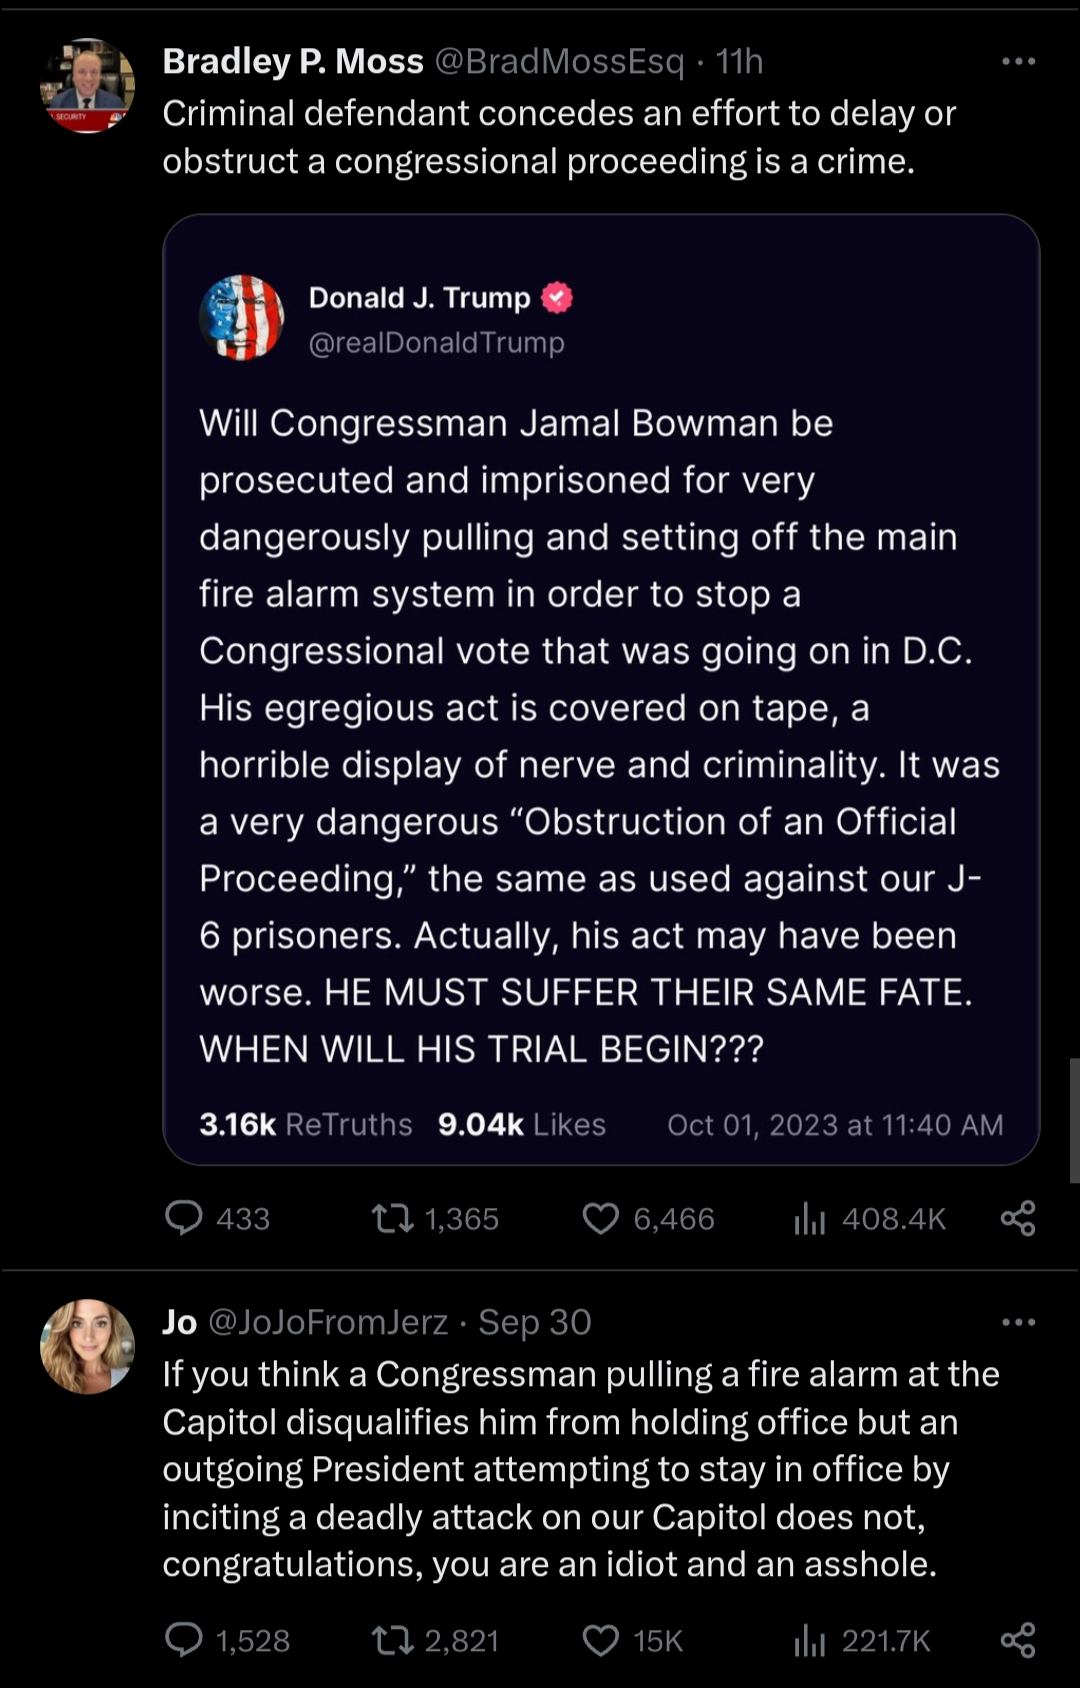 Bradley P. Moss @BradMossEsq · 11h
Criminal defendant concedes an effort to delay or
obstruct a congressional proceeding is a crime.
SECURITY
Donald J. Trump
@realDonaldTrump
Will Congressman Jamal Bowman be
prosecuted and imprisoned for very
dangerously pulling and setting off the main
fire alarm system in order to stop a
Congressional vote that was going on in D.C.
His egregious act is covered on tape, a
horrible display of nerve and criminality. It was
a very dangerous “Obstruction of an Official
Proceeding,” the same as used against our J-
6 prisoners. Actually, his act may have been
worse. HE MUST SUFFER THEIR SAME FATE.
WHEN WILL HIS TRIAL BEGIN???
3.16k ReTruths 9.04k Likes Oct 01, 2023 at 11:40 AM
433 1,365 6,466 408.4K
Jo @JoJoFromJerz · Sep 30
If you think a Congressman pulling a fire alarm at the
Capitol disqualifies him from holding office but an
outgoing President attempting to stay in office by
inciting a deadly attack on our Capitol does not,
congratulations, you are an idiot and an asshole.
1,528 2,821 15K 221.7K